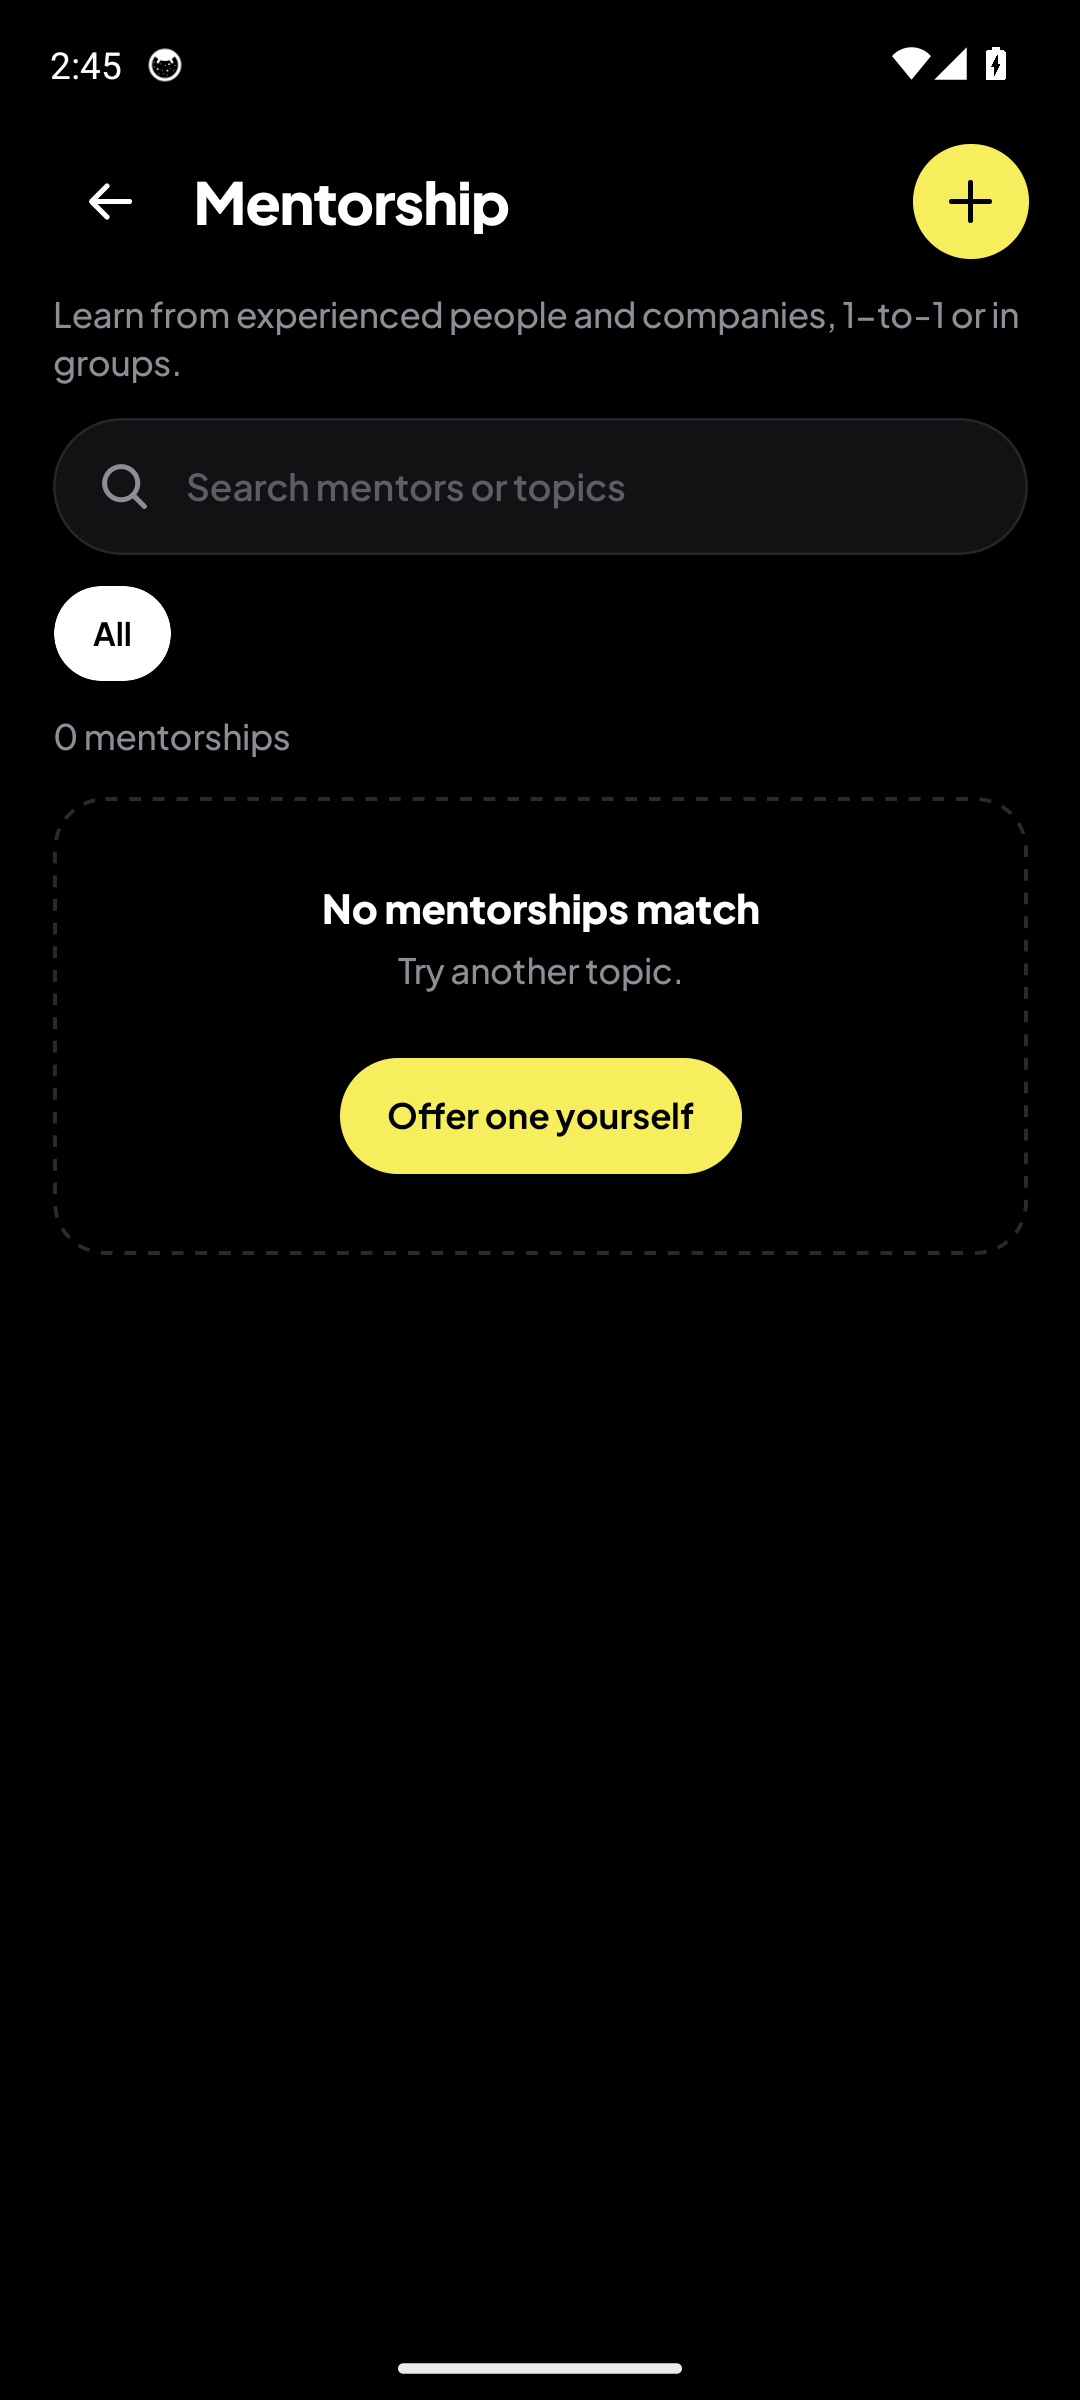 2:45
Mentorship
Learn from experienced people and companies, 1–to-1 or in
groups.
Search mentors or topics
All
0 mentorships
No mentorships match
Try another topic.
Offer one yourself